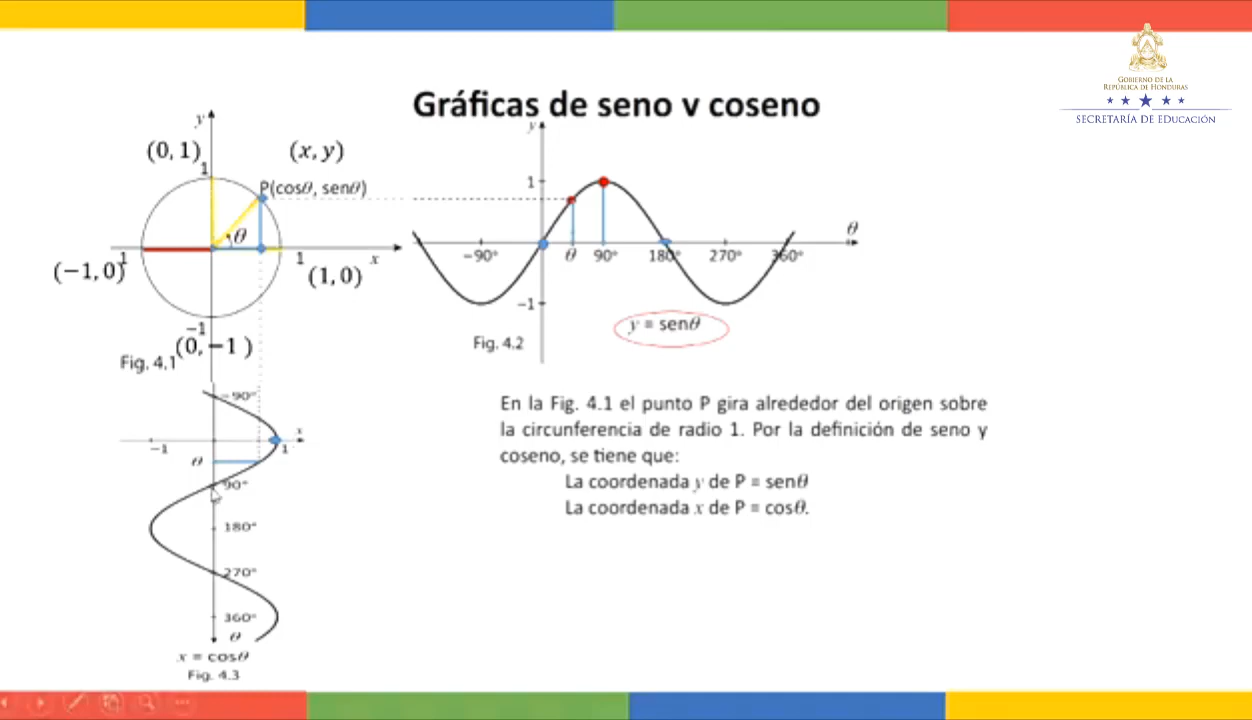 GOBIERNO DE LA
REPÚBLICA DE HONDURAS
SECRETARÍA DE EDUCACIÓN
Gráficas de seno y coseno
y
(0, 1)
(x, y)
1
P(cosθ, senθ)
θ
1
1
x
(−1, 0)
(1, 0)
−1
(0, −1 )
Fig. 4.1
y
1
θ
−90°
θ
90°
180°
270°
360°
−1
y = senθ
Fig. 4.2
−90°
x
−1
1
θ
90°
180°
270°
360°
θ
x = cosθ
Fig. 4.3
En la Fig. 4.1 el punto P gira alrededor del origen sobre
la circunferencia de radio 1. Por la definición de seno y
coseno, se tiene que:
La coordenada y de P = senθ
La coordenada x de P = cosθ.